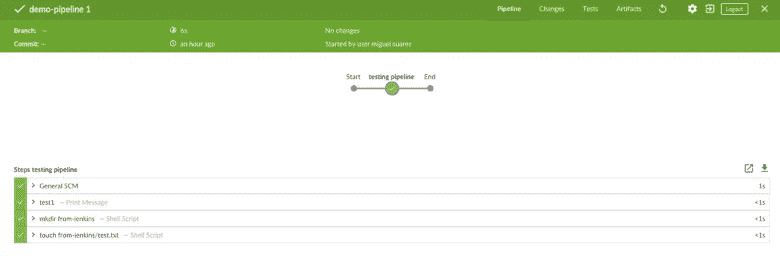 demo-pipeline 1 Pipeline Changes Tests Artifacts Logout
Branch: — 6s No changes
Commit: — an hour ago Started by user miguel suarez
Start testing pipeline End
Steps testing pipeline
General SCM 1s
test1 — Print Message <1s
mkdir from-jenkins — Shell Script <1s
touch from-jenkins/test.txt — Shell Script <1s